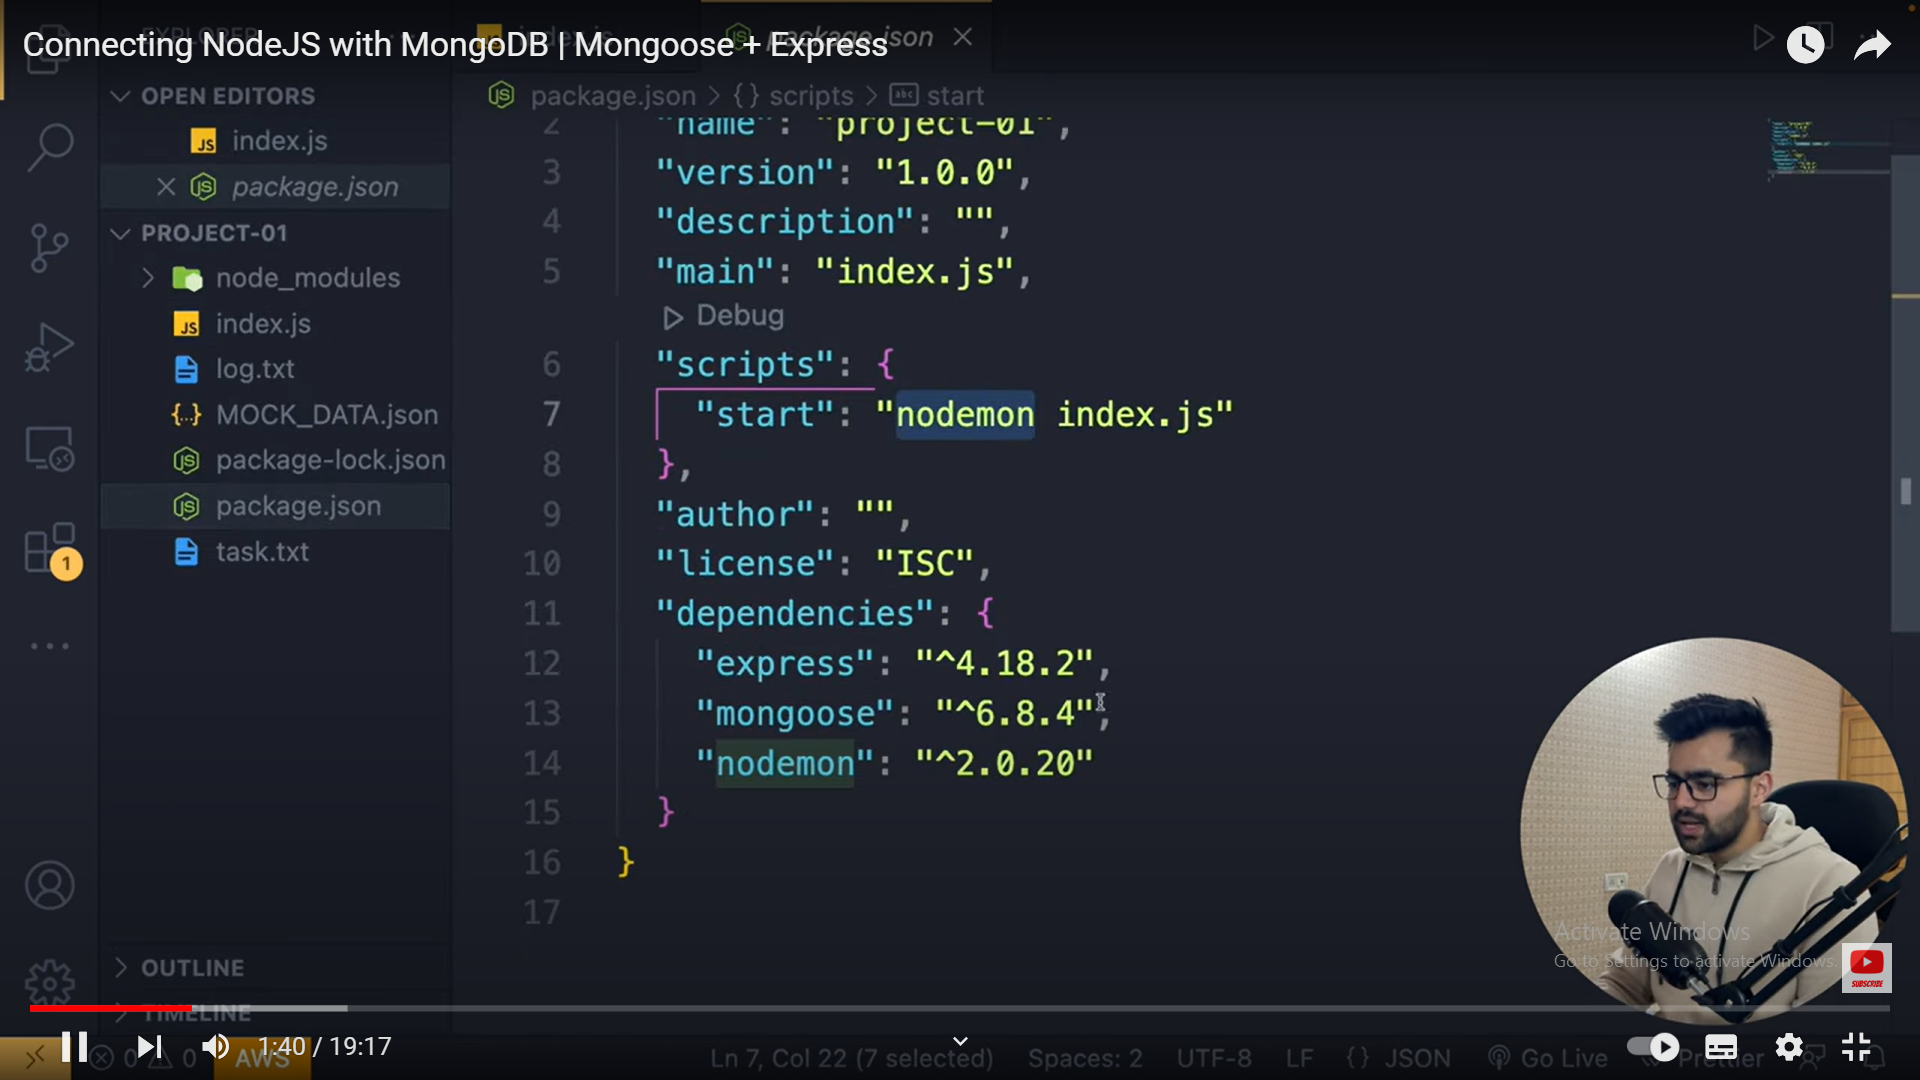 Connecting NodeJS with MongoDB | Mongoose + Express
EXPLORER
index.js
package.json
OPEN EDITORS
index.js
package.json
PROJECT-01
node_modules
index.js
log.txt
MOCK_DATA.json
package-lock.json
package.json
task.txt
1
OUTLINE
TIMELINE
package.json > {} scripts > abc start
2 "name": "project-01",
3 "version": "1.0.0",
4 "description": "",
5 "main": "index.js",
Debug
6 "scripts": {
7 "start": "nodemon index.js"
8 },
9 "author": "",
10 "license": "ISC",
11 "dependencies": {
12 "express": "^4.18.2",
13 "mongoose": "^6.8.4",
14 "nodemon": "^2.0.20"
15 }
16 }
17
Activate Windows
Go to Settings to activate Windows.
SUBSCRIBE
1:40 / 19:17
0 0 AWS
Ln 7, Col 22 (7 selected) Spaces: 2 UTF-8 LF {} JSON Go Live Prettier